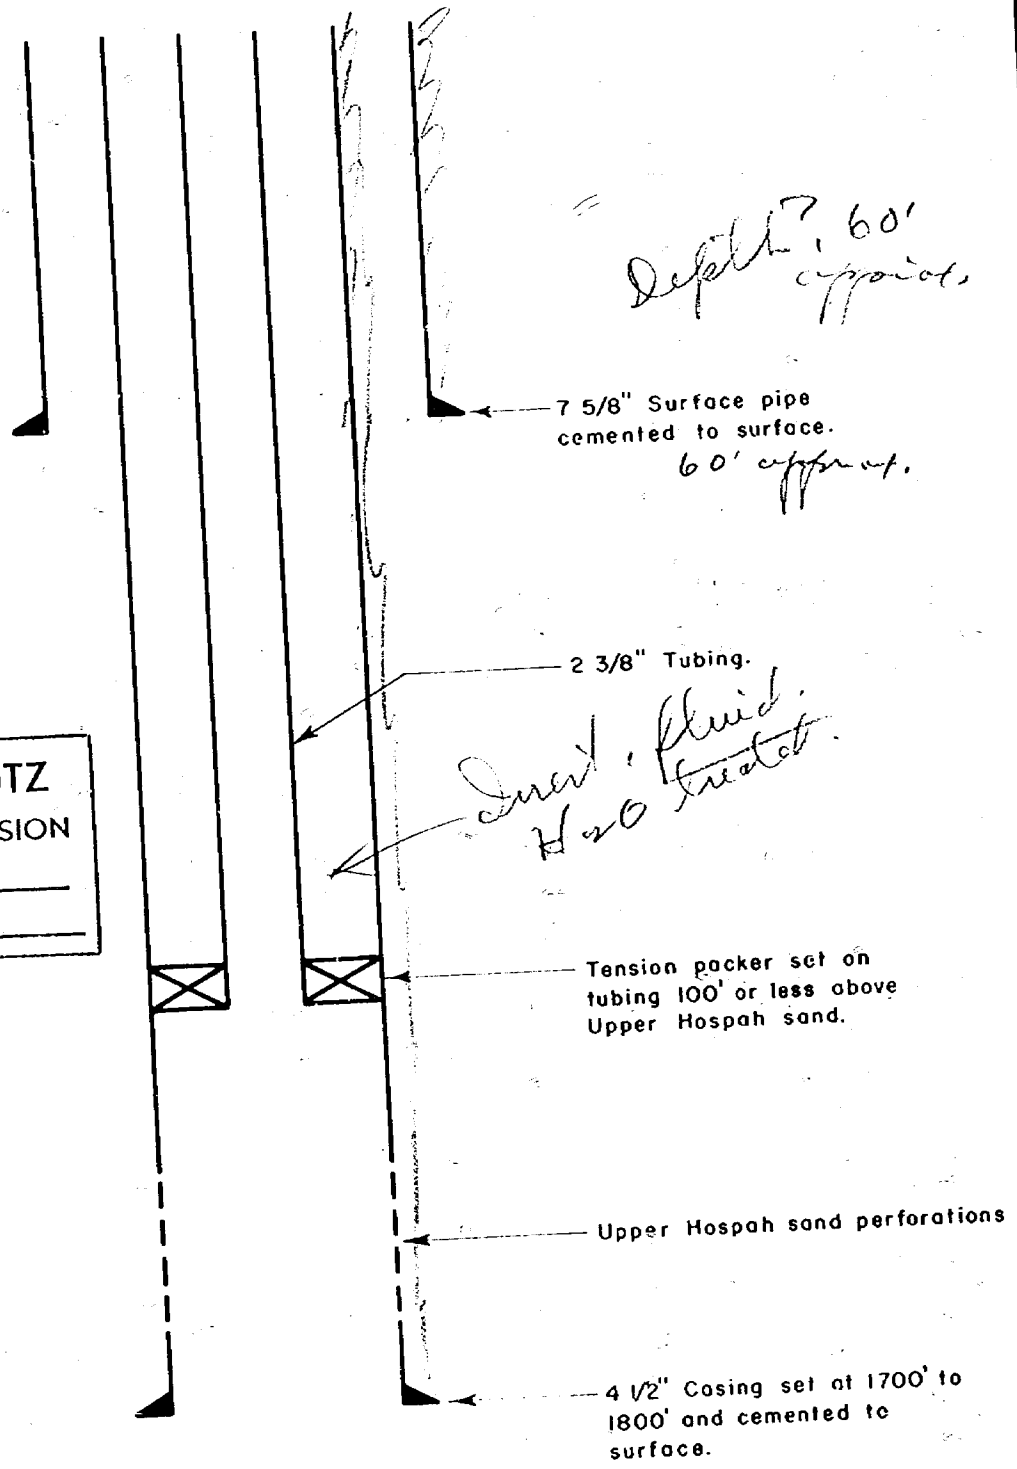 Depth? 60'
approx.
7 5/8" Surface pipe
cemented to surface.
60' approx.
2 3/8" Tubing.
Inert. fluid.
H2O treated.
TZ
SION
Tension packer set on
tubing 100' or less above
Upper Hospah sand.
Upper Hospah sand perforations
4 1/2" Casing set at 1700' to
1800' and cemented to
surface.